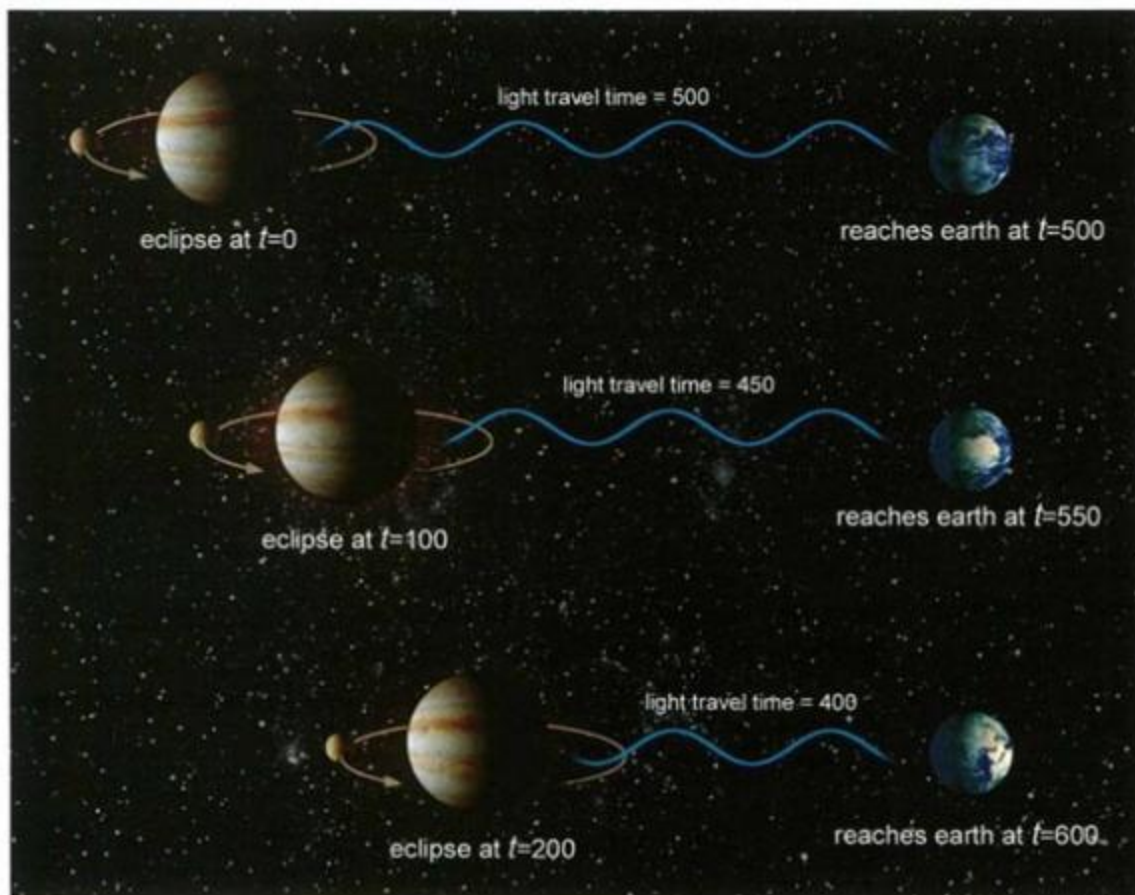 light travel time = 500
eclipse at t=0
reaches earth at t=500
light travel time = 450
eclipse at t=100
reaches earth at t=550
light travel time = 400
eclipse at t=200
reaches earth at t=600